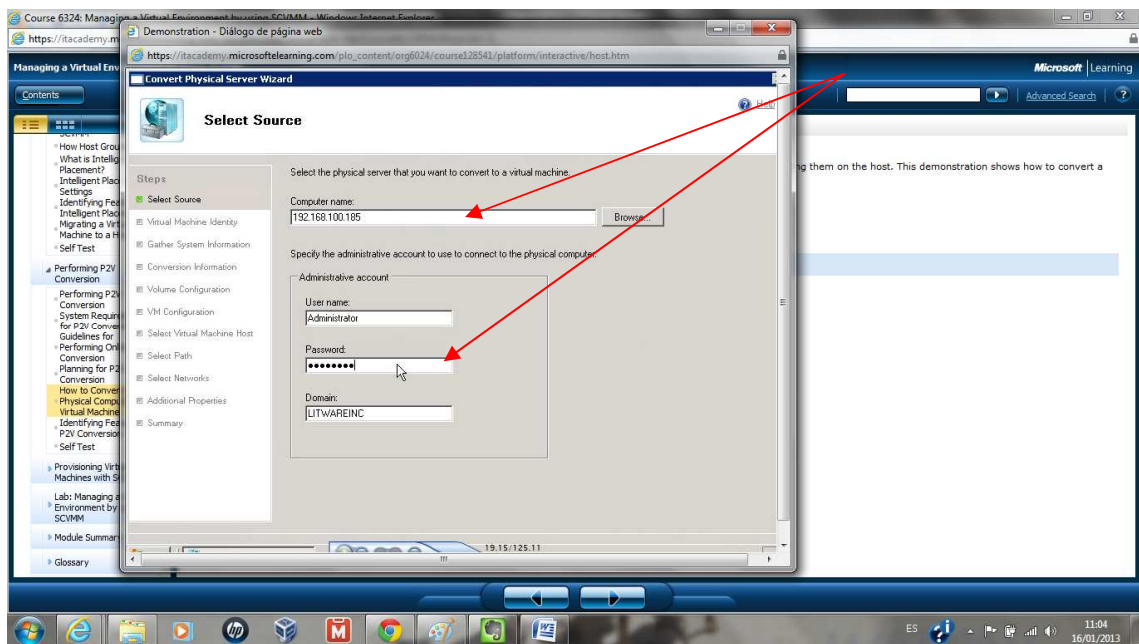 Course 6324: Managing a Virtual Environment by using SCVMM - Windows Internet Explorer
https://itacademy.m
Managing a Virtual Env
Microsoft | Learning
Contents
Advanced Search
?
Demonstration - Diálogo de página web
https://itacademy.microsoftelearning.com/plo_content/org6024/course128541/platform/interactive/host.htm
Convert Physical Server Wizard
Select Source
Help
Steps
Select Source
Virtual Machine Identity
Gather System Information
Conversion Information
Volume Configuration
VM Configuration
Select Virtual Machine Host
Select Path
Select Networks
Additional Properties
Summary
Select the physical server that you want to convert to a virtual machine.
Computer name:
192.168.100.185
Browse...
Specify the administrative account to use to connect to the physical computer.
Administrative account
User name:
Administrator
Password:
••••••••
Domain:
LITWAREINC
19.15/125.11
ng them on the host. This demonstration shows how to convert a
SCVMM
How Host Grou
What is Intellig
Placement?
Intelligent Plac
Settings
Identifying Fea
Intelligent Plac
Migrating a Virt
Machine to a H
Self Test
Performing P2V
Conversion
Performing P2V
Conversion
System Require
for P2V Conver
Guidelines for
Performing Onl
Conversion
Planning for P2
Conversion
How to Conver
Physical Compu
Virtual Machine
Identifying Fea
P2V Conversion
Self Test
Provisioning Virt
Machines with S
Lab: Managing a
Environment by
SCVMM
Module Summar
Glossary
ES
11:04
16/01/2013